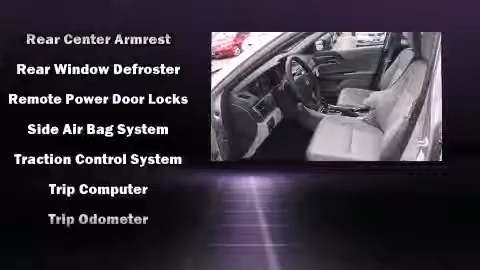 Rear Center Armrest
Rear Window Defroster
Remote Power Door Locks
Side Air Bag System
Traction Control System
Trip Computer
Trip Odometer